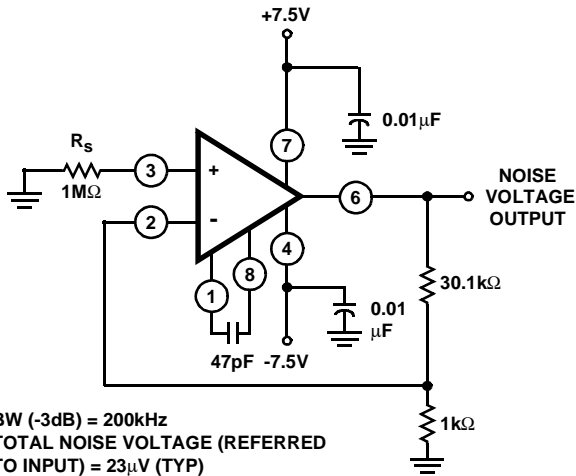 +7.5V
0.01μF
7
Rs
1MΩ
3
+
2
-
6
NOISE
VOLTAGE
OUTPUT
4
8
1
30.1kΩ
0.01
μF
47pF
-7.5V
BW (-3dB) = 200kHz
TOTAL NOISE VOLTAGE (REFERRED
TO INPUT) = 23μV (TYP)
1kΩ